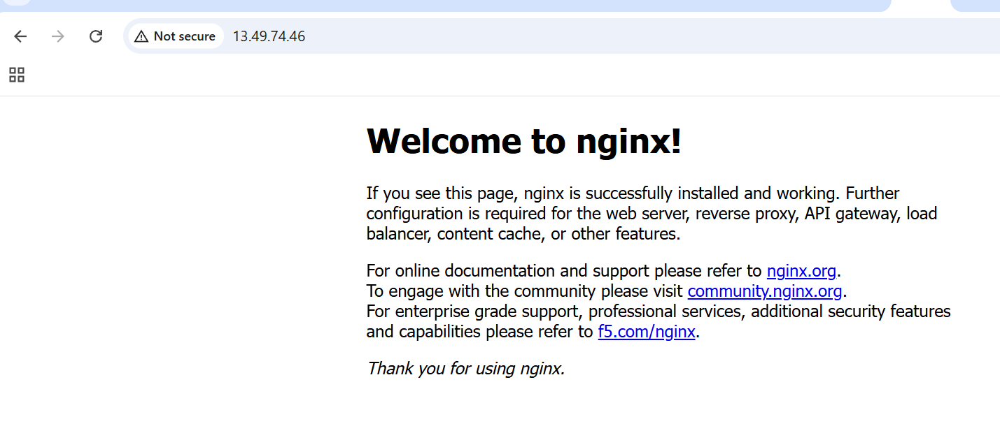 Not secure
13.49.74.46
Welcome to nginx!
If you see this page, nginx is successfully installed and working. Further
configuration is required for the web server, reverse proxy, API gateway, load
balancer, content cache, or other features.
For online documentation and support please refer to nginx.org.
To engage with the community please visit community.nginx.org.
For enterprise grade support, professional services, additional security features
and capabilities please refer to f5.com/nginx.
Thank you for using nginx.